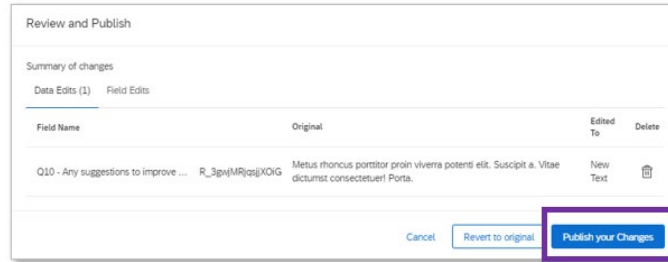 Review and Publish
Summary of changes
Data Edits (1) Field Edits
Field Name Original Edited To Delete
Q10 - Any suggestions to improve ... R_3gwjMRjqsjjXOiG Metus rhoncus porttitor proin viverra potenti elit. Suscipit a. Vitae dictumst consectetuer! Porta. New Text
Cancel Revert to original Publish your Changes